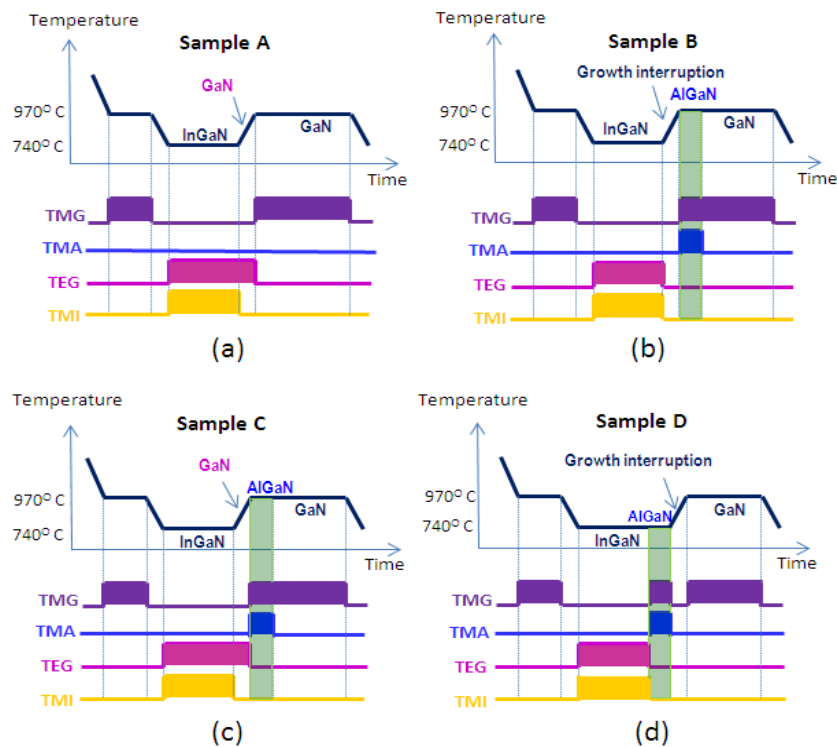 Temperature
Sample A
GaN
970° C
InGaN
GaN
740° C
Time
TMG
TMA
TEG
TMI
(a)
Temperature
Sample B
Growth interruption
AlGaN
970° C
InGaN
GaN
740° C
Time
TMG
TMA
TEG
TMI
(b)
Temperature
Sample C
GaN
AlGaN
970° C
GaN
740° C
InGaN
Time
TMG
TMA
TEG
TMI
(c)
Temperature
Sample D
Growth interruption
970° C
GaN
AlGaN
740° C
InGaN
Time
TMG
TMA
TEG
TMI
(d)